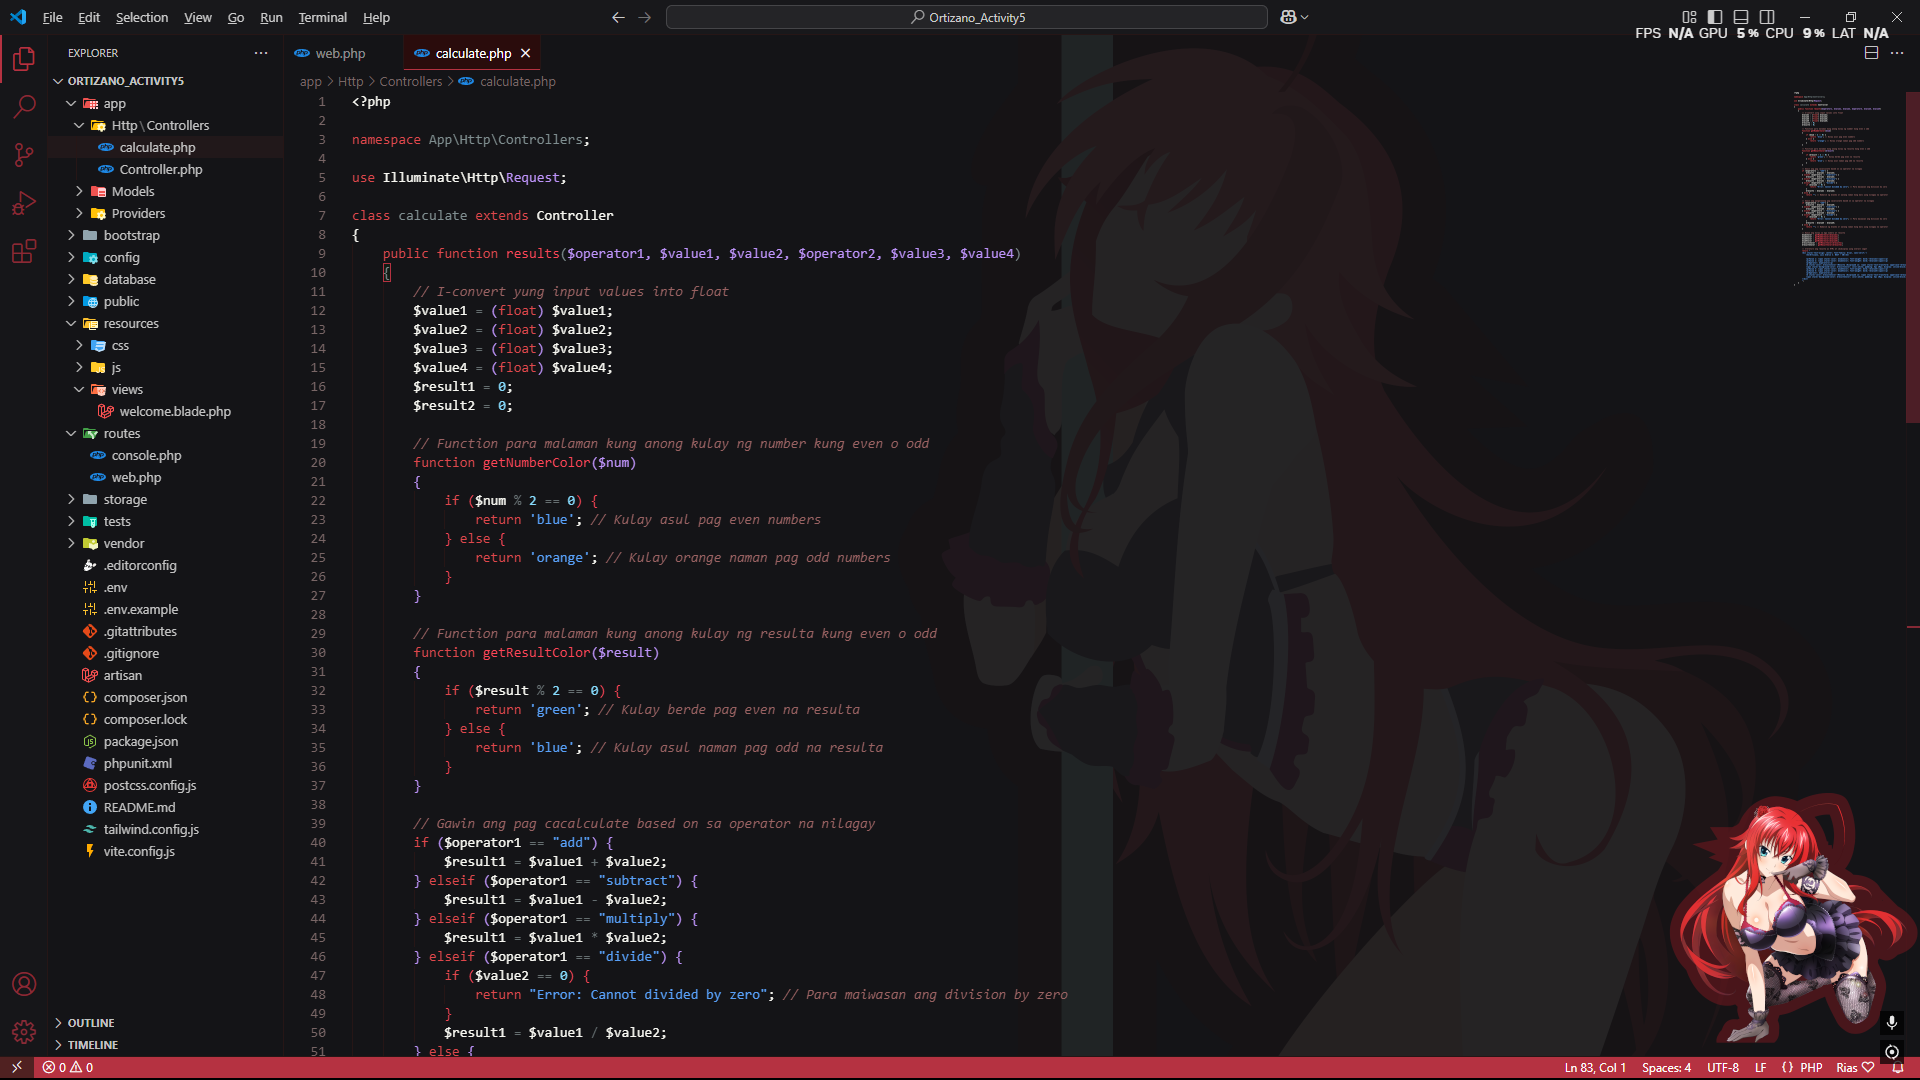 File Edit Selection View Go Run Terminal Help
Ortizano_Activity5
FPS N/A GPU 5 % CPU 9 % LAT N/A
EXPLORER
web.php
calculate.php
ORTIZANO_ACTIVITY5
app
Http \ Controllers
calculate.php
Controller.php
Models
Providers
bootstrap
config
database
public
resources
css
js
views
welcome.blade.php
routes
console.php
web.php
storage
tests
vendor
.editorconfig
.env
.env.example
.gitattributes
.gitignore
artisan
composer.json
composer.lock
package.json
phpunit.xml
postcss.config.js
README.md
tailwind.config.js
vite.config.js
OUTLINE
TIMELINE
app > Http > Controllers > calculate.php
1 <?php
2
3 namespace App\Http\Controllers;
4
5 use Illuminate\Http\Request;
6
7 class calculate extends Controller
8 {
9 public function results($operator1, $value1, $value2, $operator2, $value3, $value4)
10 {
11 // I-convert yung input values into float
12 $value1 = (float) $value1;
13 $value2 = (float) $value2;
14 $value3 = (float) $value3;
15 $value4 = (float) $value4;
16 $result1 = 0;
17 $result2 = 0;
18
19 // Function para malaman kung anong kulay ng number kung even o odd
20 function getNumberColor($num)
21 {
22 if ($num % 2 == 0) {
23 return 'blue'; // Kulay asul pag even numbers
24 } else {
25 return 'orange'; // Kulay orange naman pag odd numbers
26 }
27 }
28
29 // Function para malaman kung anong kulay ng resulta kung even o odd
30 function getResultColor($result)
31 {
32 if ($result % 2 == 0) {
33 return 'green'; // Kulay berde pag even na resulta
34 } else {
35 return 'blue'; // Kulay asul naman pag odd na resulta
36 }
37 }
38
39 // Gawin ang pag cacalculate based on sa operator na nilagay
40 if ($operator1 == "add") {
41 $result1 = $value1 + $value2;
42 } elseif ($operator1 == "subtract") {
43 $result1 = $value1 - $value2;
44 } elseif ($operator1 == "multiply") {
45 $result1 = $value1 * $value2;
46 } elseif ($operator1 == "divide") {
47 if ($value2 == 0) {
48 return "Error: Cannot divided by zero"; // Para maiwasan ang division by zero
49 }
50 $result1 = $value1 / $value2;
51 } else {
0 0
Ln 83, Col 1 Spaces: 4 UTF-8 LF {} PHP Rias